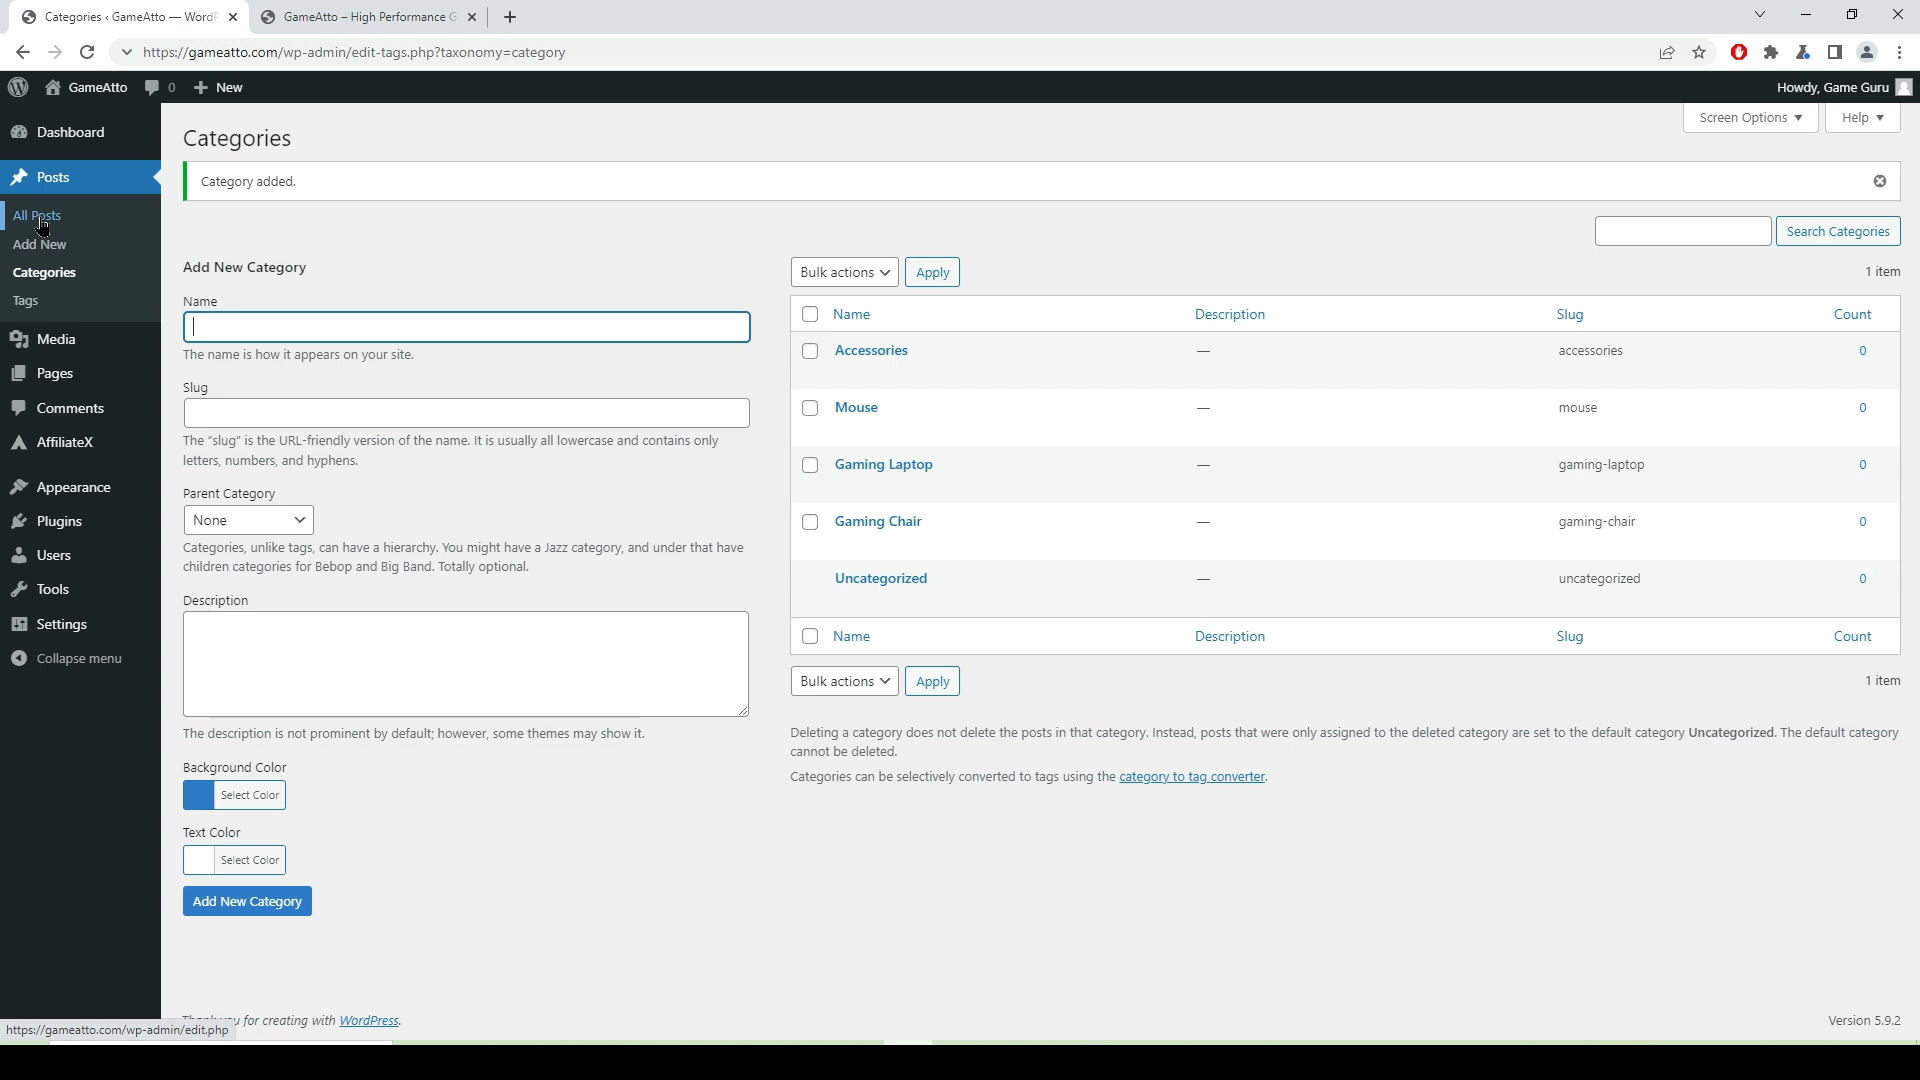 Categories ‹ GameAtto — WordP
GameAtto – High Performance G
https://gameatto.com/wp-admin/edit-tags.php?taxonomy=category
GameAtto
0
New
Howdy, Game Guru
Dashboard
Posts
All Posts
Add New
Categories
Tags
Media
Pages
Comments
AffiliateX
Appearance
Plugins
Users
Tools
Settings
Collapse menu
Screen Options
Help
Categories
Category added.
Search Categories
Add New Category
Name
The name is how it appears on your site.
Slug
The “slug” is the URL-friendly version of the name. It is usually all lowercase and contains only
letters, numbers, and hyphens.
Parent Category
None
Categories, unlike tags, can have a hierarchy. You might have a Jazz category, and under that have
children categories for Bebop and Big Band. Totally optional.
Description
The description is not prominent by default; however, some themes may show it.
Background Color
Select Color
Text Color
Select Color
Add New Category
Bulk actions Apply 1 item
Name Description Slug Count
Accessories — accessories 0
Mouse — mouse 0
Gaming Laptop — gaming-laptop 0
Gaming Chair — gaming-chair 0
Uncategorized — uncategorized 0
Name Description Slug Count
Bulk actions Apply 1 item
Deleting a category does not delete the posts in that category. Instead, posts that were only assigned to the deleted category are set to the default category Uncategorized. The default category
cannot be deleted.
Categories can be selectively converted to tags using the category to tag converter.
for creating with WordPress.
Version 5.9.2
https://gameatto.com/wp-admin/edit.php